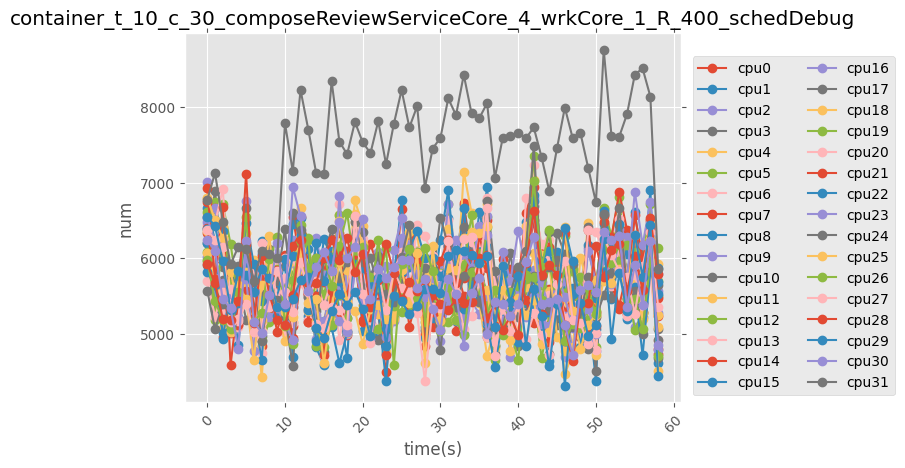 container_t_10_c_30_composeReviewServiceCore_4_wrkCore_1_R_400_schedDebug
8000
7000
6000
5000
num
0
10
20
30
40
50
60
time(s)
cpu0
cpu1
cpu2
cpu3
cpu4
cpu5
cpu6
cpu7
cpu8
cpu9
cpu10
cpu11
cpu12
cpu13
cpu14
cpu15
cpu16
cpu17
cpu18
cpu19
cpu20
cpu21
cpu22
cpu23
cpu24
cpu25
cpu26
cpu27
cpu28
cpu29
cpu30
cpu31